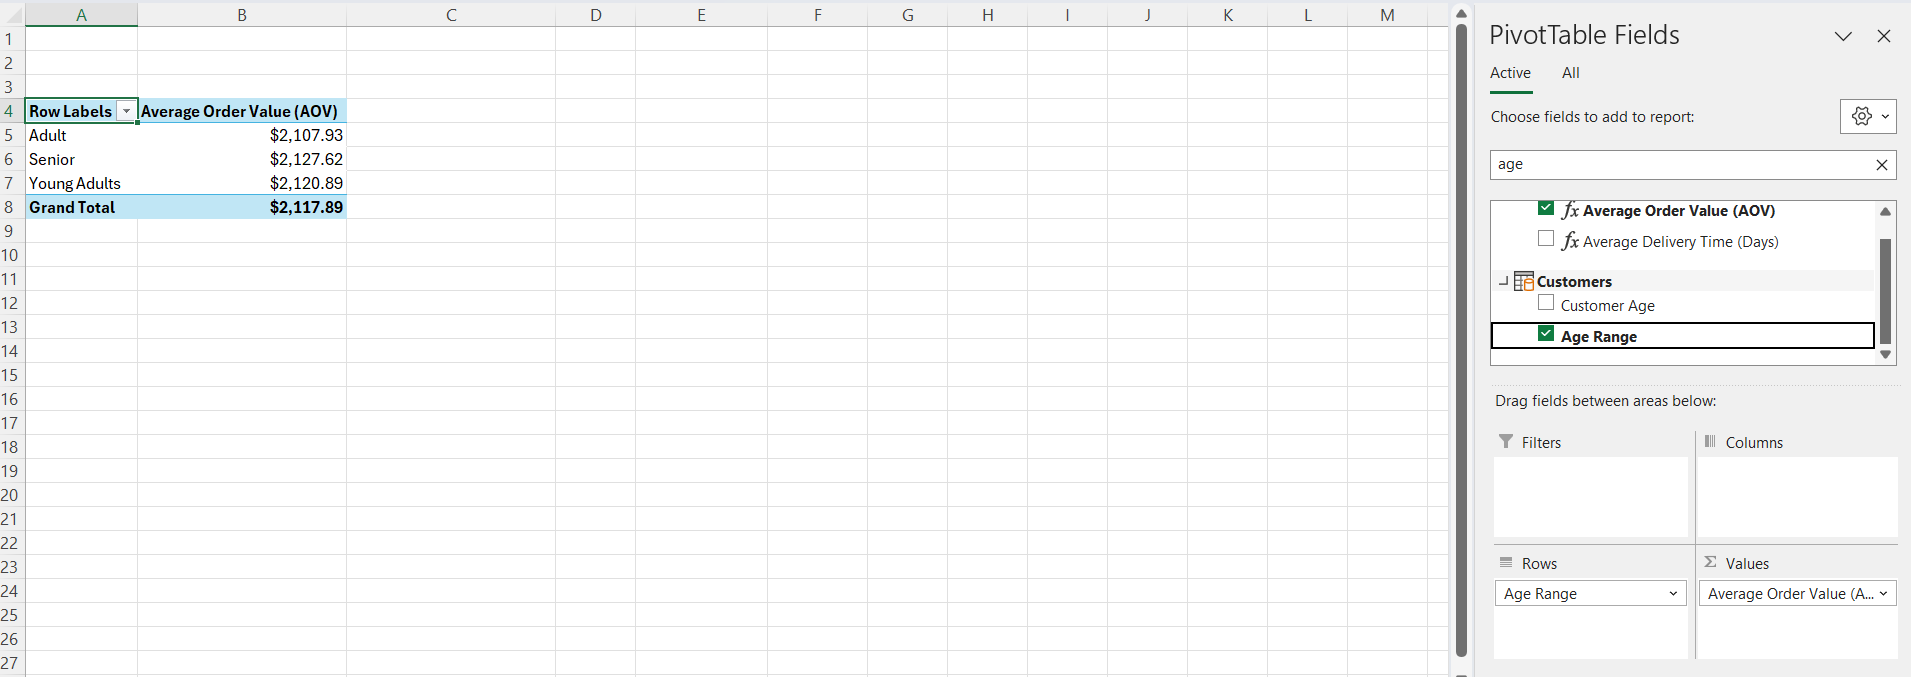 A B C D E F G H I J K L M
1
2
3
4 Row Labels Average Order Value (AOV)
5 Adult $2,107.93
6 Senior $2,127.62
7 Young Adults $2,120.89
8 Grand Total $2,117.89
9
10
11
12
13
14
15
16
17
18
19
20
21
22
23
24
25
26
27
PivotTable Fields
Active All
Choose fields to add to report:
age
fx Average Order Value (AOV)
fx Average Delivery Time (Days)
Customers
Customer Age
Age Range
Drag fields between areas below:
Filters Columns
Rows Σ Values
Age Range Average Order Value (A...